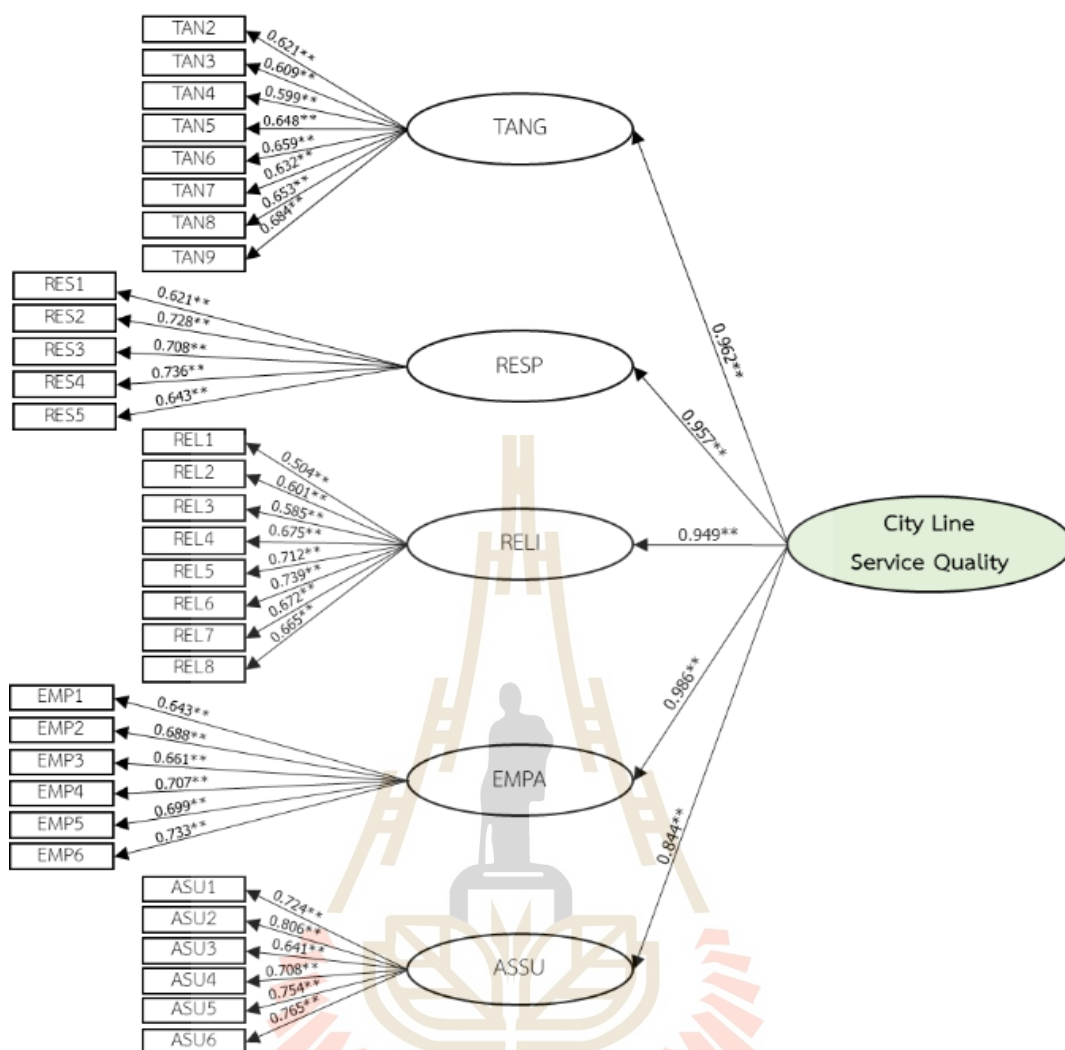 TAN2
TAN3
TAN4
TAN5
TAN6
TAN7
TAN8
TAN9
0.621**
0.609**
0.599**
0.648**
0.659**
0.632**
0.653**
0.684**
TANG
0.962**
RES1
RES2
RES3
RES4
RES5
0.621**
0.728**
0.708**
0.736**
0.643**
RESP
0.957**
REL1
REL2
REL3
REL4
REL5
REL6
REL7
REL8
0.504**
0.601**
0.585**
0.675**
0.712**
0.739**
0.672**
0.665**
RELI
0.949**
City Line
Service Quality
EMP1
EMP2
EMP3
EMP4
EMP5
EMP6
0.643**
0.688**
0.661**
0.707**
0.699**
0.733**
EMPA
0.986**
ASU1
ASU2
ASU3
ASU4
ASU5
ASU6
0.724**
0.806**
0.641**
0.708**
0.754**
0.765**
ASSU
0.844**